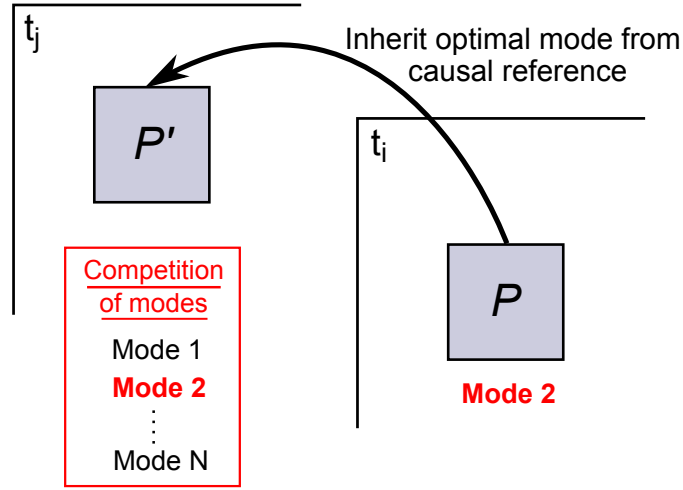 t_j
Inherit optimal mode from
causal reference
P'
t_i
Competition
of modes
Mode 1
Mode 2
Mode N
P
Mode 2